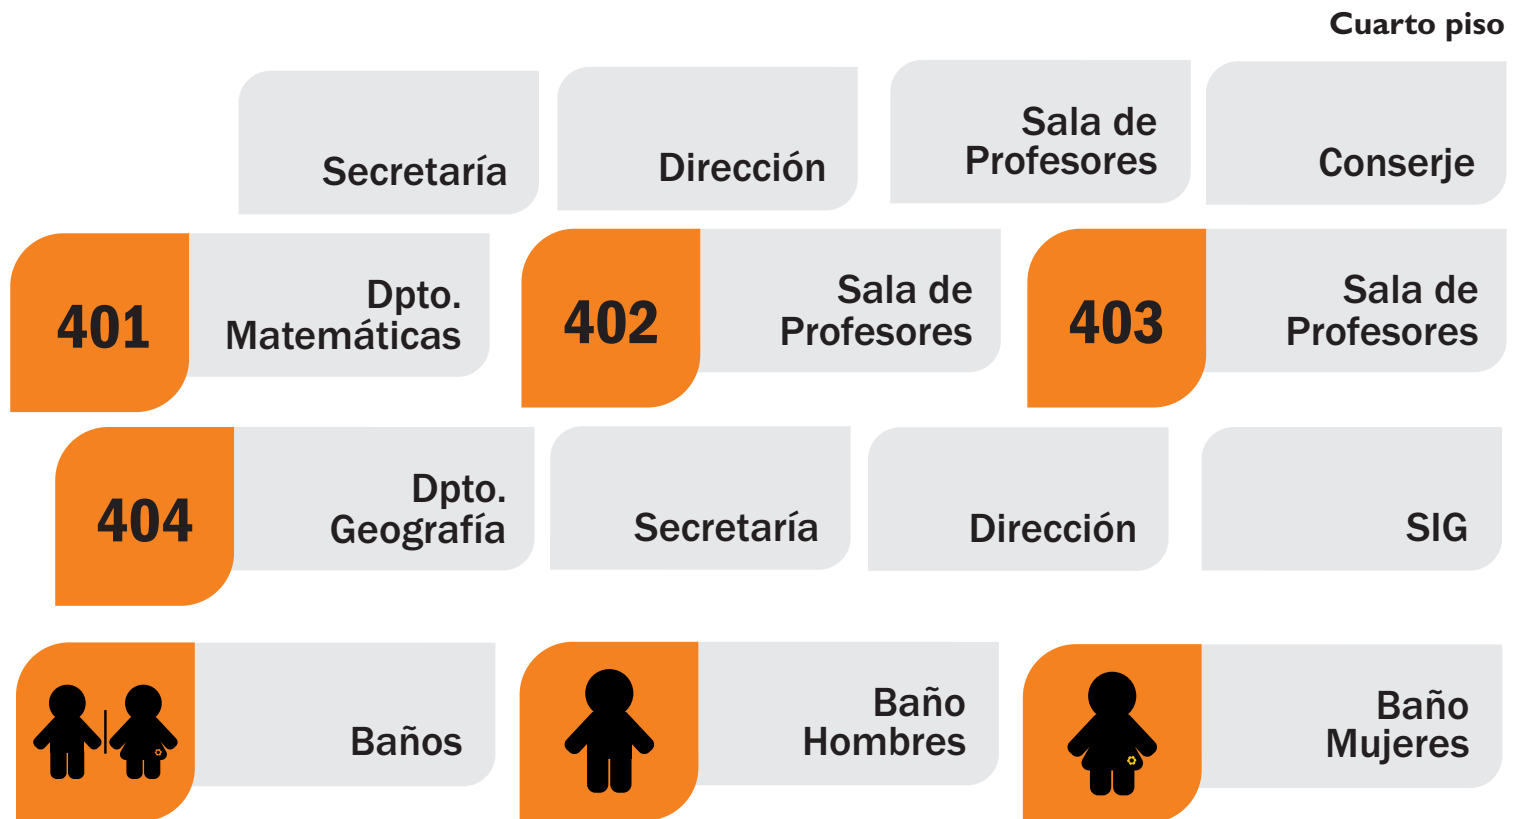 Cuarto piso
Secretaría
Dirección
Sala de
Profesores
Conserje
401
Dpto.
Matemáticas
402
Sala de
Profesores
403
Sala de
Profesores
404
Dpto.
Geografía
Secretaría
Dirección
SIG
Baños
Baño
Hombres
Baño
Mujeres